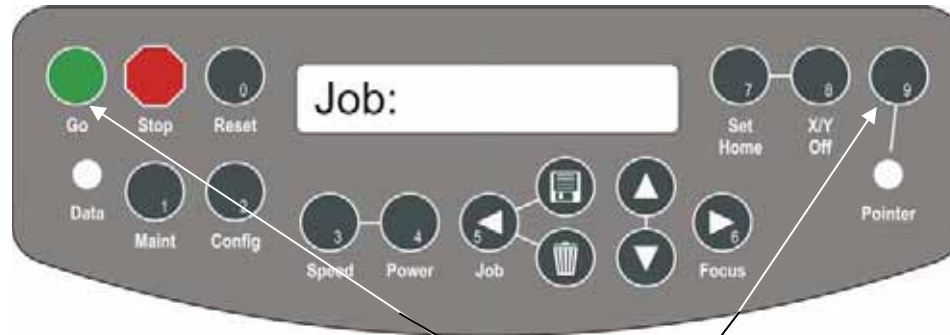 Job:
0
7
8
9
Go
Stop
Reset
Set
Home
X/Y
Off
Data
1
2
Maint
Config
Pointer
3
4
5
6
Speed
Power
Job
Focus